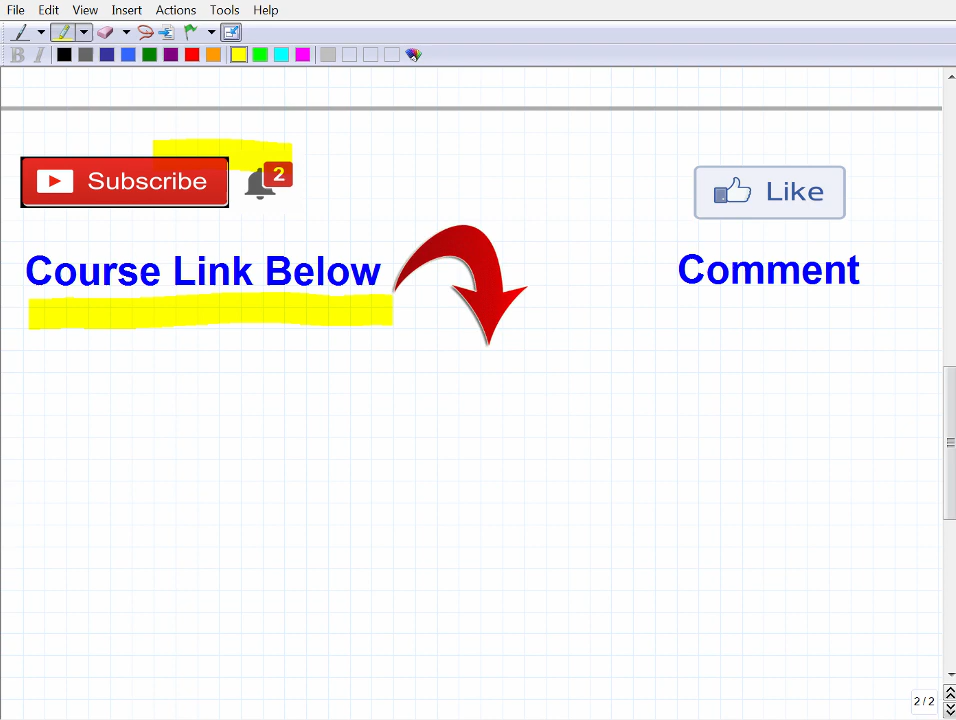 File Edit View Insert Actions Tools Help
B I
Subscribe 2
Like
Course Link Below
Comment
2 / 2